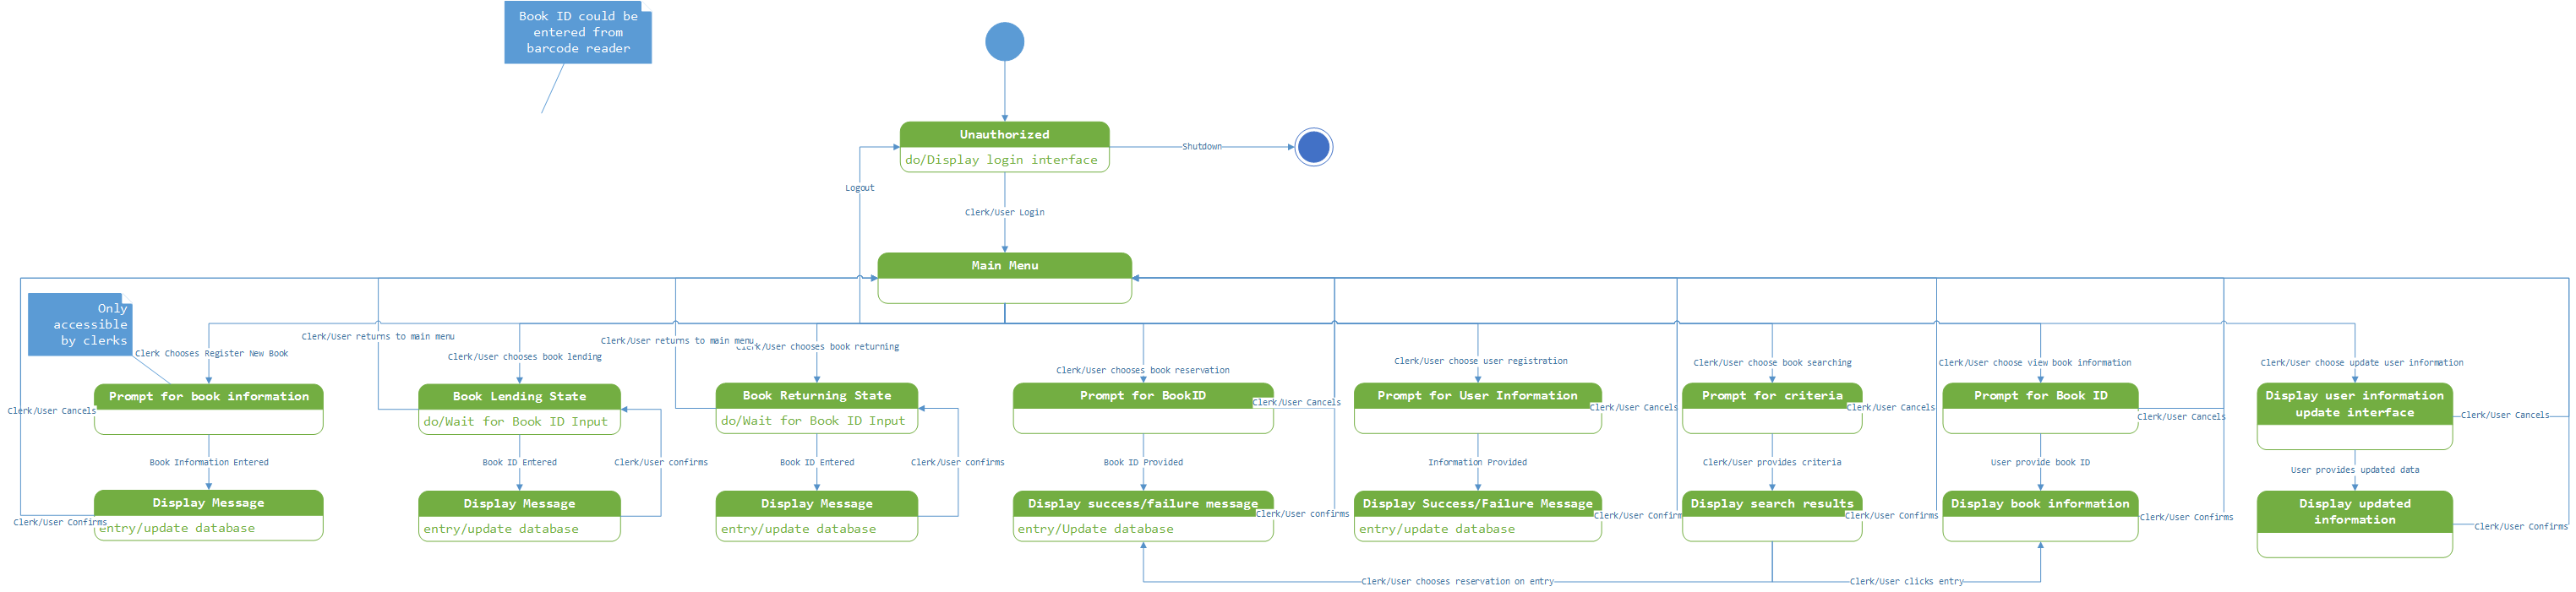 Book ID could be
entered from
barcode reader
Unauthorized
do/Display login interface
Shutdown
Logout
Clerk/User Login
Main Menu
Only
accessible
by clerks
Clerk Chooses Register New Book
Clerk/User returns to main menu
Clerk/User chooses book lending
Clerk/User returns to main menu
Clerk/User chooses book returning
Clerk/User chooses book reservation
Clerk/User choose user registration
Clerk/User choose book searching
Clerk/User choose view book information
Clerk/User choose update user information
Prompt for book information
Book Lending State
do/Wait for Book ID Input
Book Returning State
do/Wait for Book ID Input
Prompt for BookID
Prompt for User Information
Prompt for criteria
Prompt for Book ID
Display user information
update interface
Clerk/User Cancels
Clerk/User Cancels
Clerk/User Cancels
Clerk/User Cancels
Clerk/User Cancels
Clerk/User Cancels
Book Information Entered
Book ID Entered
Clerk/User confirms
Book ID Entered
Clerk/User confirms
Book ID Provided
Information Provided
Clerk/User provides criteria
User provide book ID
User provides updated data
Display Message
entry/update database
Display Message
entry/update database
Display Message
entry/update database
Display success/failure message
entry/Update database
Display Success/Failure Message
entry/update database
Display search results
Display book information
Display updated
information
Clerk/User Confirms
Clerk/User confirms
Clerk/User Confirm
Clerk/User Confirms
Clerk/User Confirms
Clerk/User Confirms
Clerk/User chooses reservation on entry
Clerk/User clicks entry